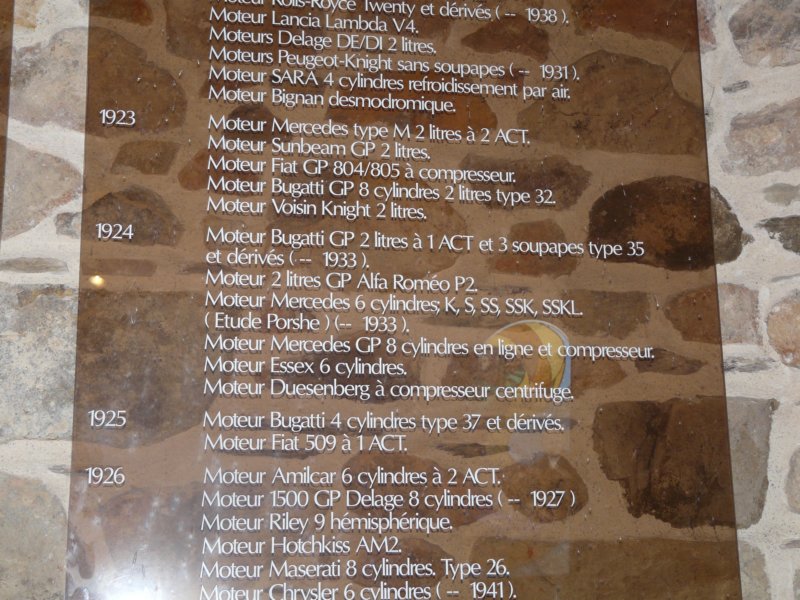 Moteur Rolls-Royce Twenty et dérivés ( -- 1938 ).
Moteur Lancia Lambda V4.
Moteurs Delage DE/DI 2 litres.
Moteurs Peugeot-Knight sans soupapes ( -- 1931 ).
Moteur SARA 4 cylindres refroidissement par air.
Moteur Bignan desmodromique.
1923 Moteur Mercedes type M 2 litres à 2 ACT.
Moteur Sunbeam GP 2 litres.
Moteur Fiat GP 804/805 à compresseur.
Moteur Bugatti GP 8 cylindres 2 litres type 32.
Moteur Voisin Knight 2 litres.
1924 Moteur Bugatti GP 2 litres à 1 ACT et 3 soupapes type 35
et dérivés ( -- 1933 ).
Moteur 2 litres GP Alfa Roméo P2.
Moteur Mercedes 6 cylindres; K, S, SS, SSK, SSKL.
( Etude Porshe ) (-- 1933 ).
Moteur Mercedes GP 8 cylindres en ligne et compresseur.
Moteur Essex 6 cylindres.
Moteur Duesenberg à compresseur centrifuge.
1925 Moteur Bugatti 4 cylindres type 37 et dérivés.
Moteur Fiat 509 à 1 ACT.
1926 Moteur Amilcar 6 cylindres à 2 ACT.
Moteur 1500 GP Delage 8 cylindres ( -- 1927 )
Moteur Riley 9 hémisphérique.
Moteur Hotchkiss AM2.
Moteur Maserati 8 cylindres. Type 26.
Moteur Chrysler 6 cylindres ( -- 1941 ).